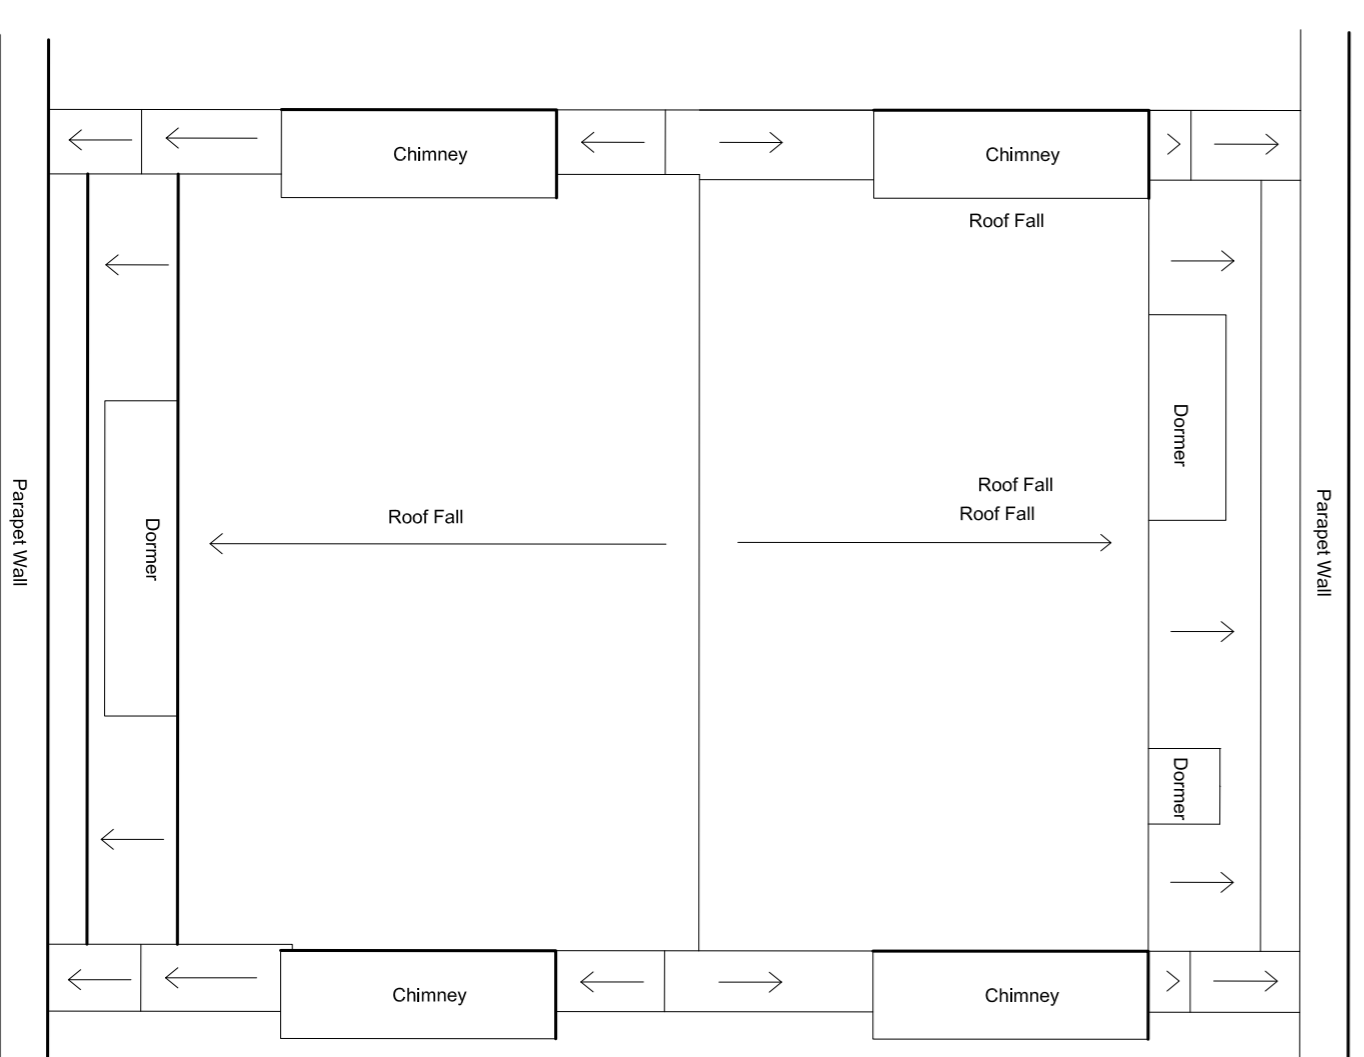 Chimney
Chimney
Roof Fall
Dormer
Parapet Wall
Roof Fall
Roof Fall
Roof Fall
Dormer
Parapet Wall
Dormer
Chimney
Chimney